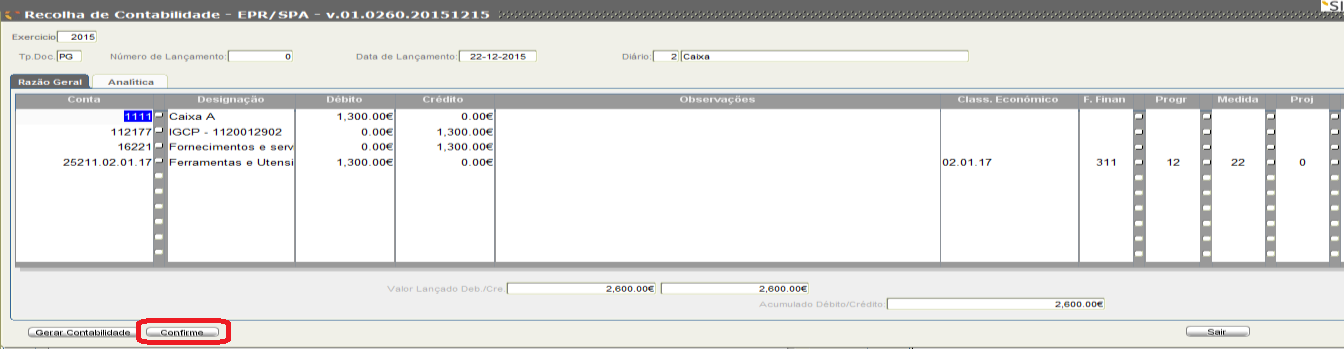 SI
Recolha de Contabilidade - EPR/SPA - v.01.0260.20151215
Exercicio 2015
Tp.Doc. PG Número de Lançamento: 0 Data de Lançamento: 22-12-2015 Diário: 2 Caixa
Razão Geral Analítica
Conta Designação Débito Crédito Observações Class. Económico F. Finan Progr Medida Proj
1111 Caixa A 1,300.00€ 0.00€
112177 IGCP - 1120012902 0.00€ 1,300.00€
16221 Fornecimentos e serv 0.00€ 1,300.00€
25211.02.01.17 Ferramentas e Utensi 1,300.00€ 0.00€ 02.01.17 311 12 22 0
Valor Lançado Deb./Cre. 2,600.00€ 2,600.00€
Acumulado Débito/Crédito: 2,600.00€
Gerar Contabilidade Confirme Sair